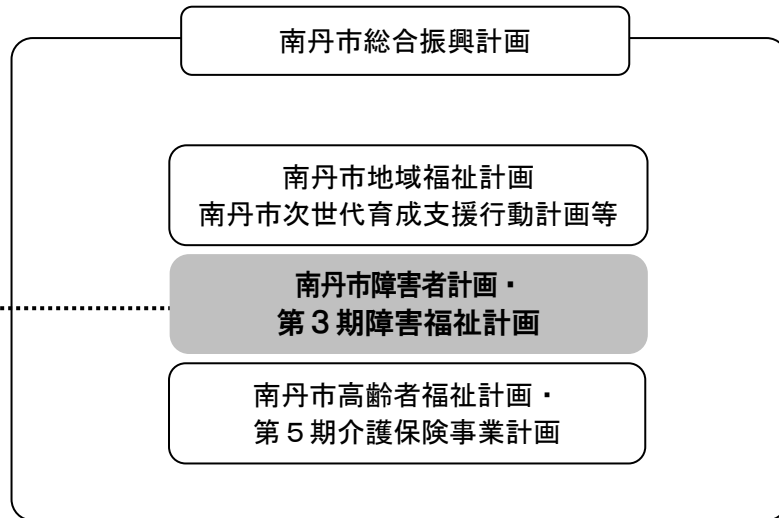 南丹市総合振興計画
南丹市地域福祉計画
南丹市次世代育成支援行動計画等
南丹市障害者計画・
第３期障害福祉計画
南丹市高齢者福祉計画・
第５期介護保険事業計画